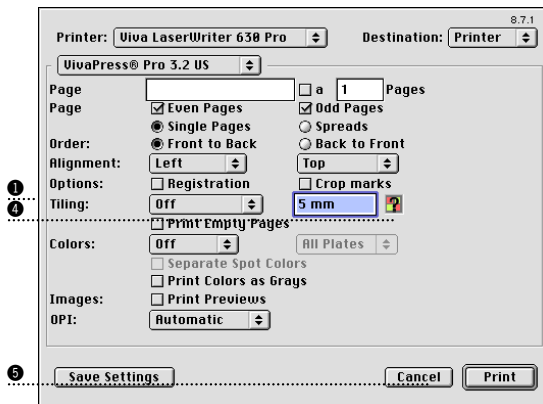 8.7.1
Printer: Viva LaserWriter 630 Pro Destination: Printer
VivaPress® Pro 3.2 US
Page a 1 Pages
Page Even Pages Odd Pages
Single Pages Spreads
Order: Front to Back Back to Front
Alignment: Left Top
❶ Options: Registration Crop marks
❹ Tiling: Off 5 mm ?
Print Empty Pages
Colors: Off All Plates
Separate Spot Colors
Print Colors as Grays
Images: Print Previews
OPI: Automatic
❺ Save Settings Cancel Print